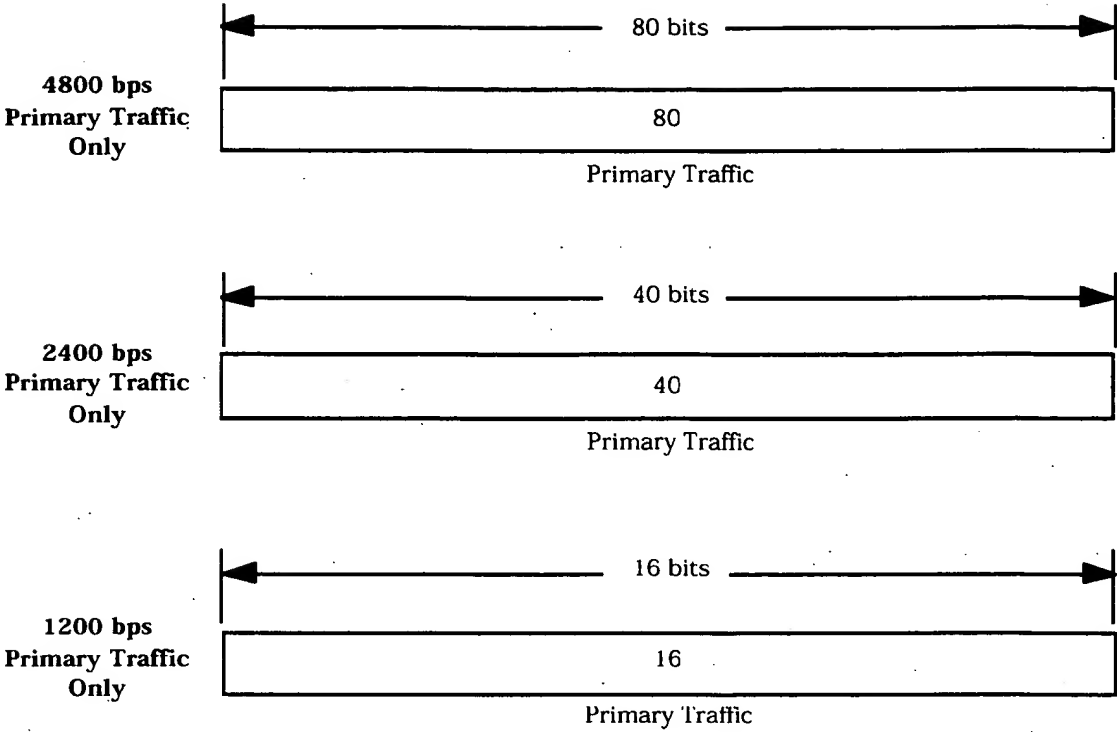 80 bits
4800 bps
Primary Traffic
Only
80
Primary Traffic
40 bits
2400 bps
Primary Traffic
Only
40
Primary Traffic
16 bits
1200 bps
Primary Traffic
Only
16
Primary Traffic